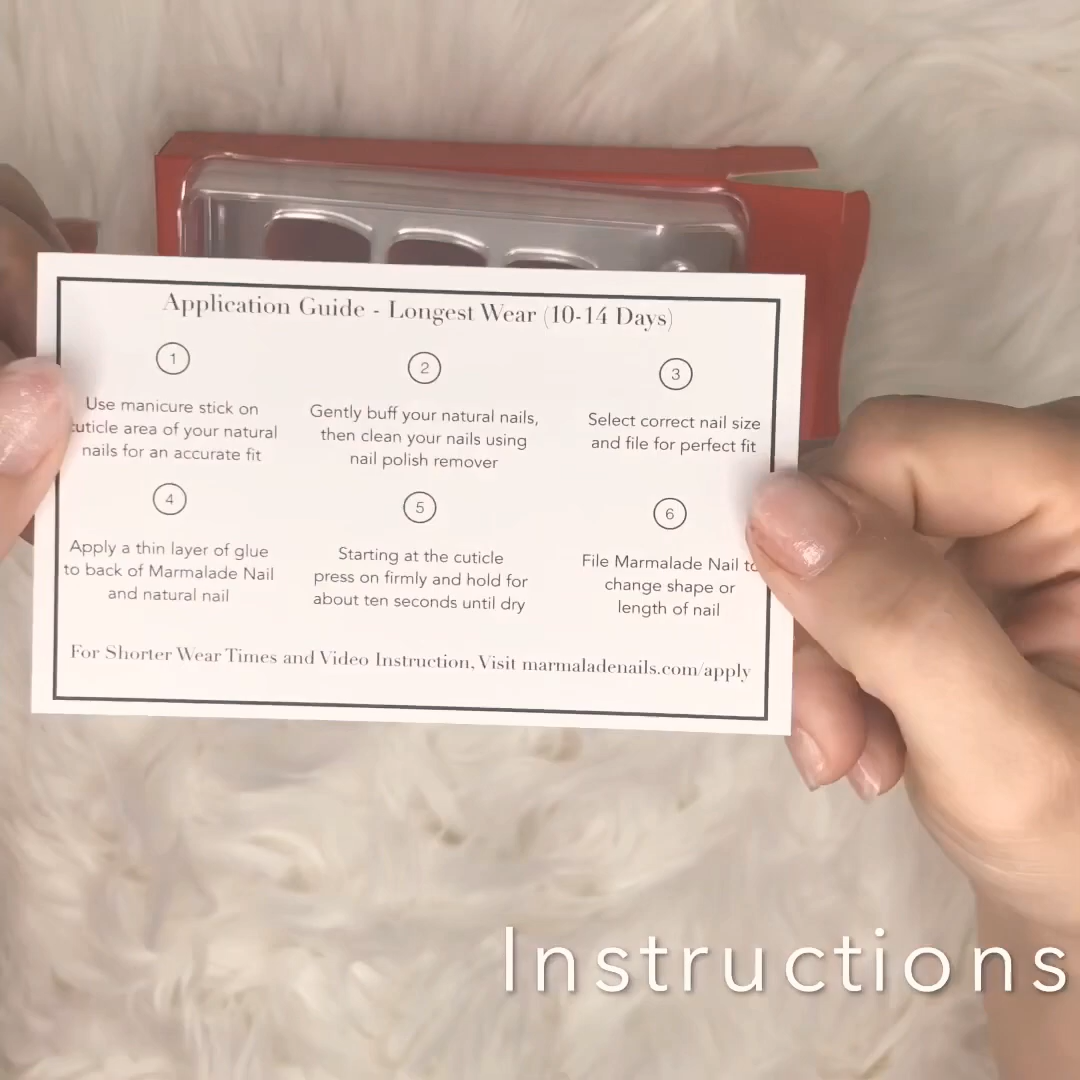 Application Guide - Longest Wear (10-14 Days)
1
Use manicure stick on
cuticle area of your natural
nails for an accurate fit
2
Gently buff your natural nails,
then clean your nails using
nail polish remover
3
Select correct nail size
and file for perfect fit
4
Apply a thin layer of glue
to back of Marmalade Nail
and natural nail
5
Starting at the cuticle
press on firmly and hold for
about ten seconds until dry
6
File Marmalade Nail to
change shape or
length of nail
For Shorter Wear Times and Video Instruction, Visit marmaladenails.com/apply
Instructions